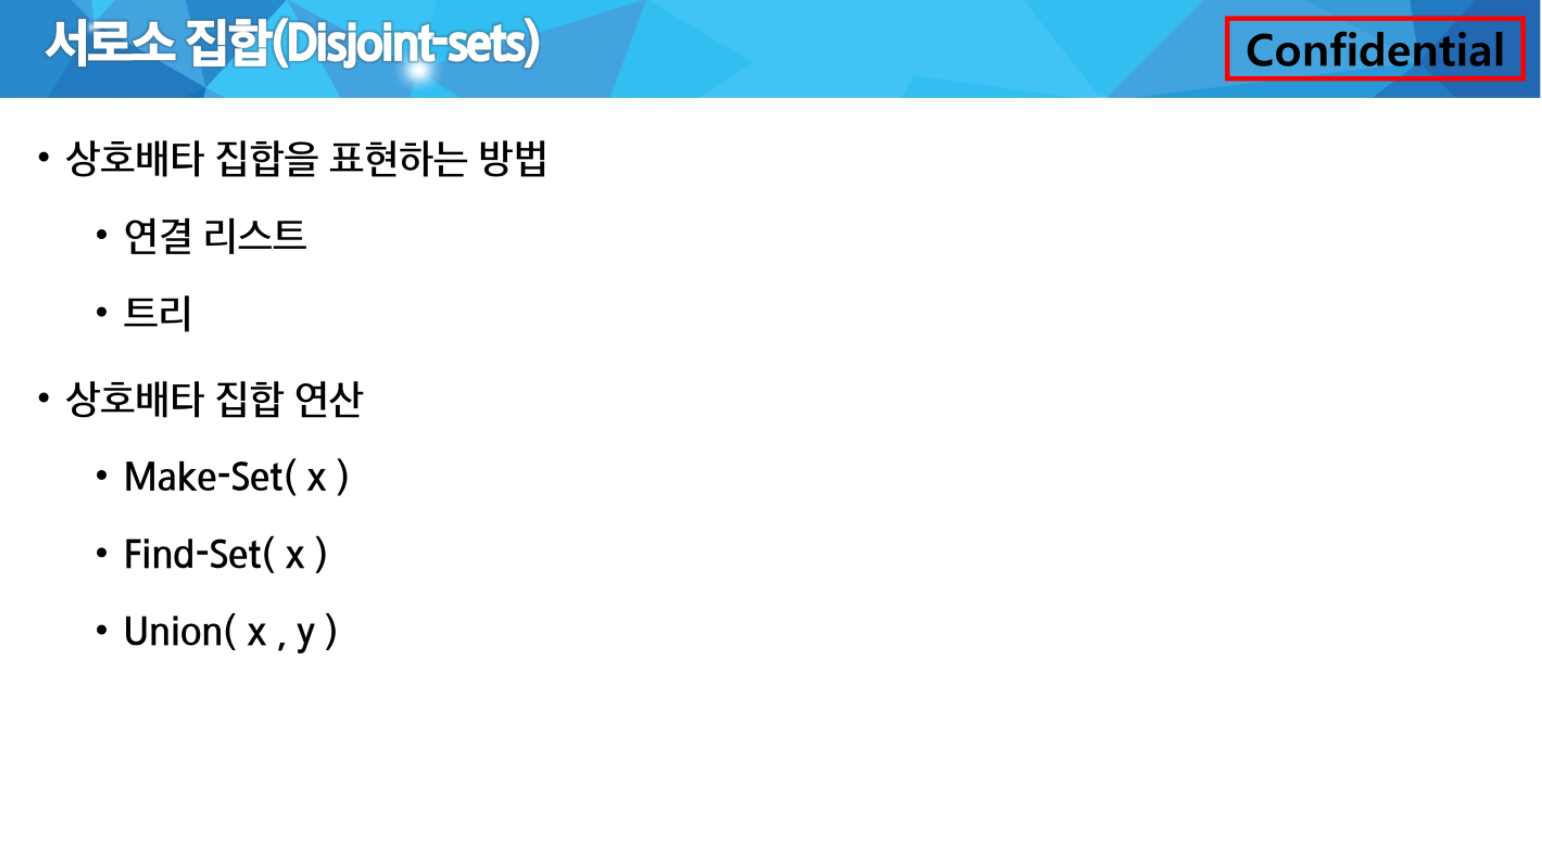 서로소 집합(Disjoint-sets)
Confidential
• 상호배타 집합을 표현하는 방법
• 연결 리스트
• 트리
• 상호배타 집합 연산
• Make-Set( x )
• Find-Set( x )
• Union( x , y )